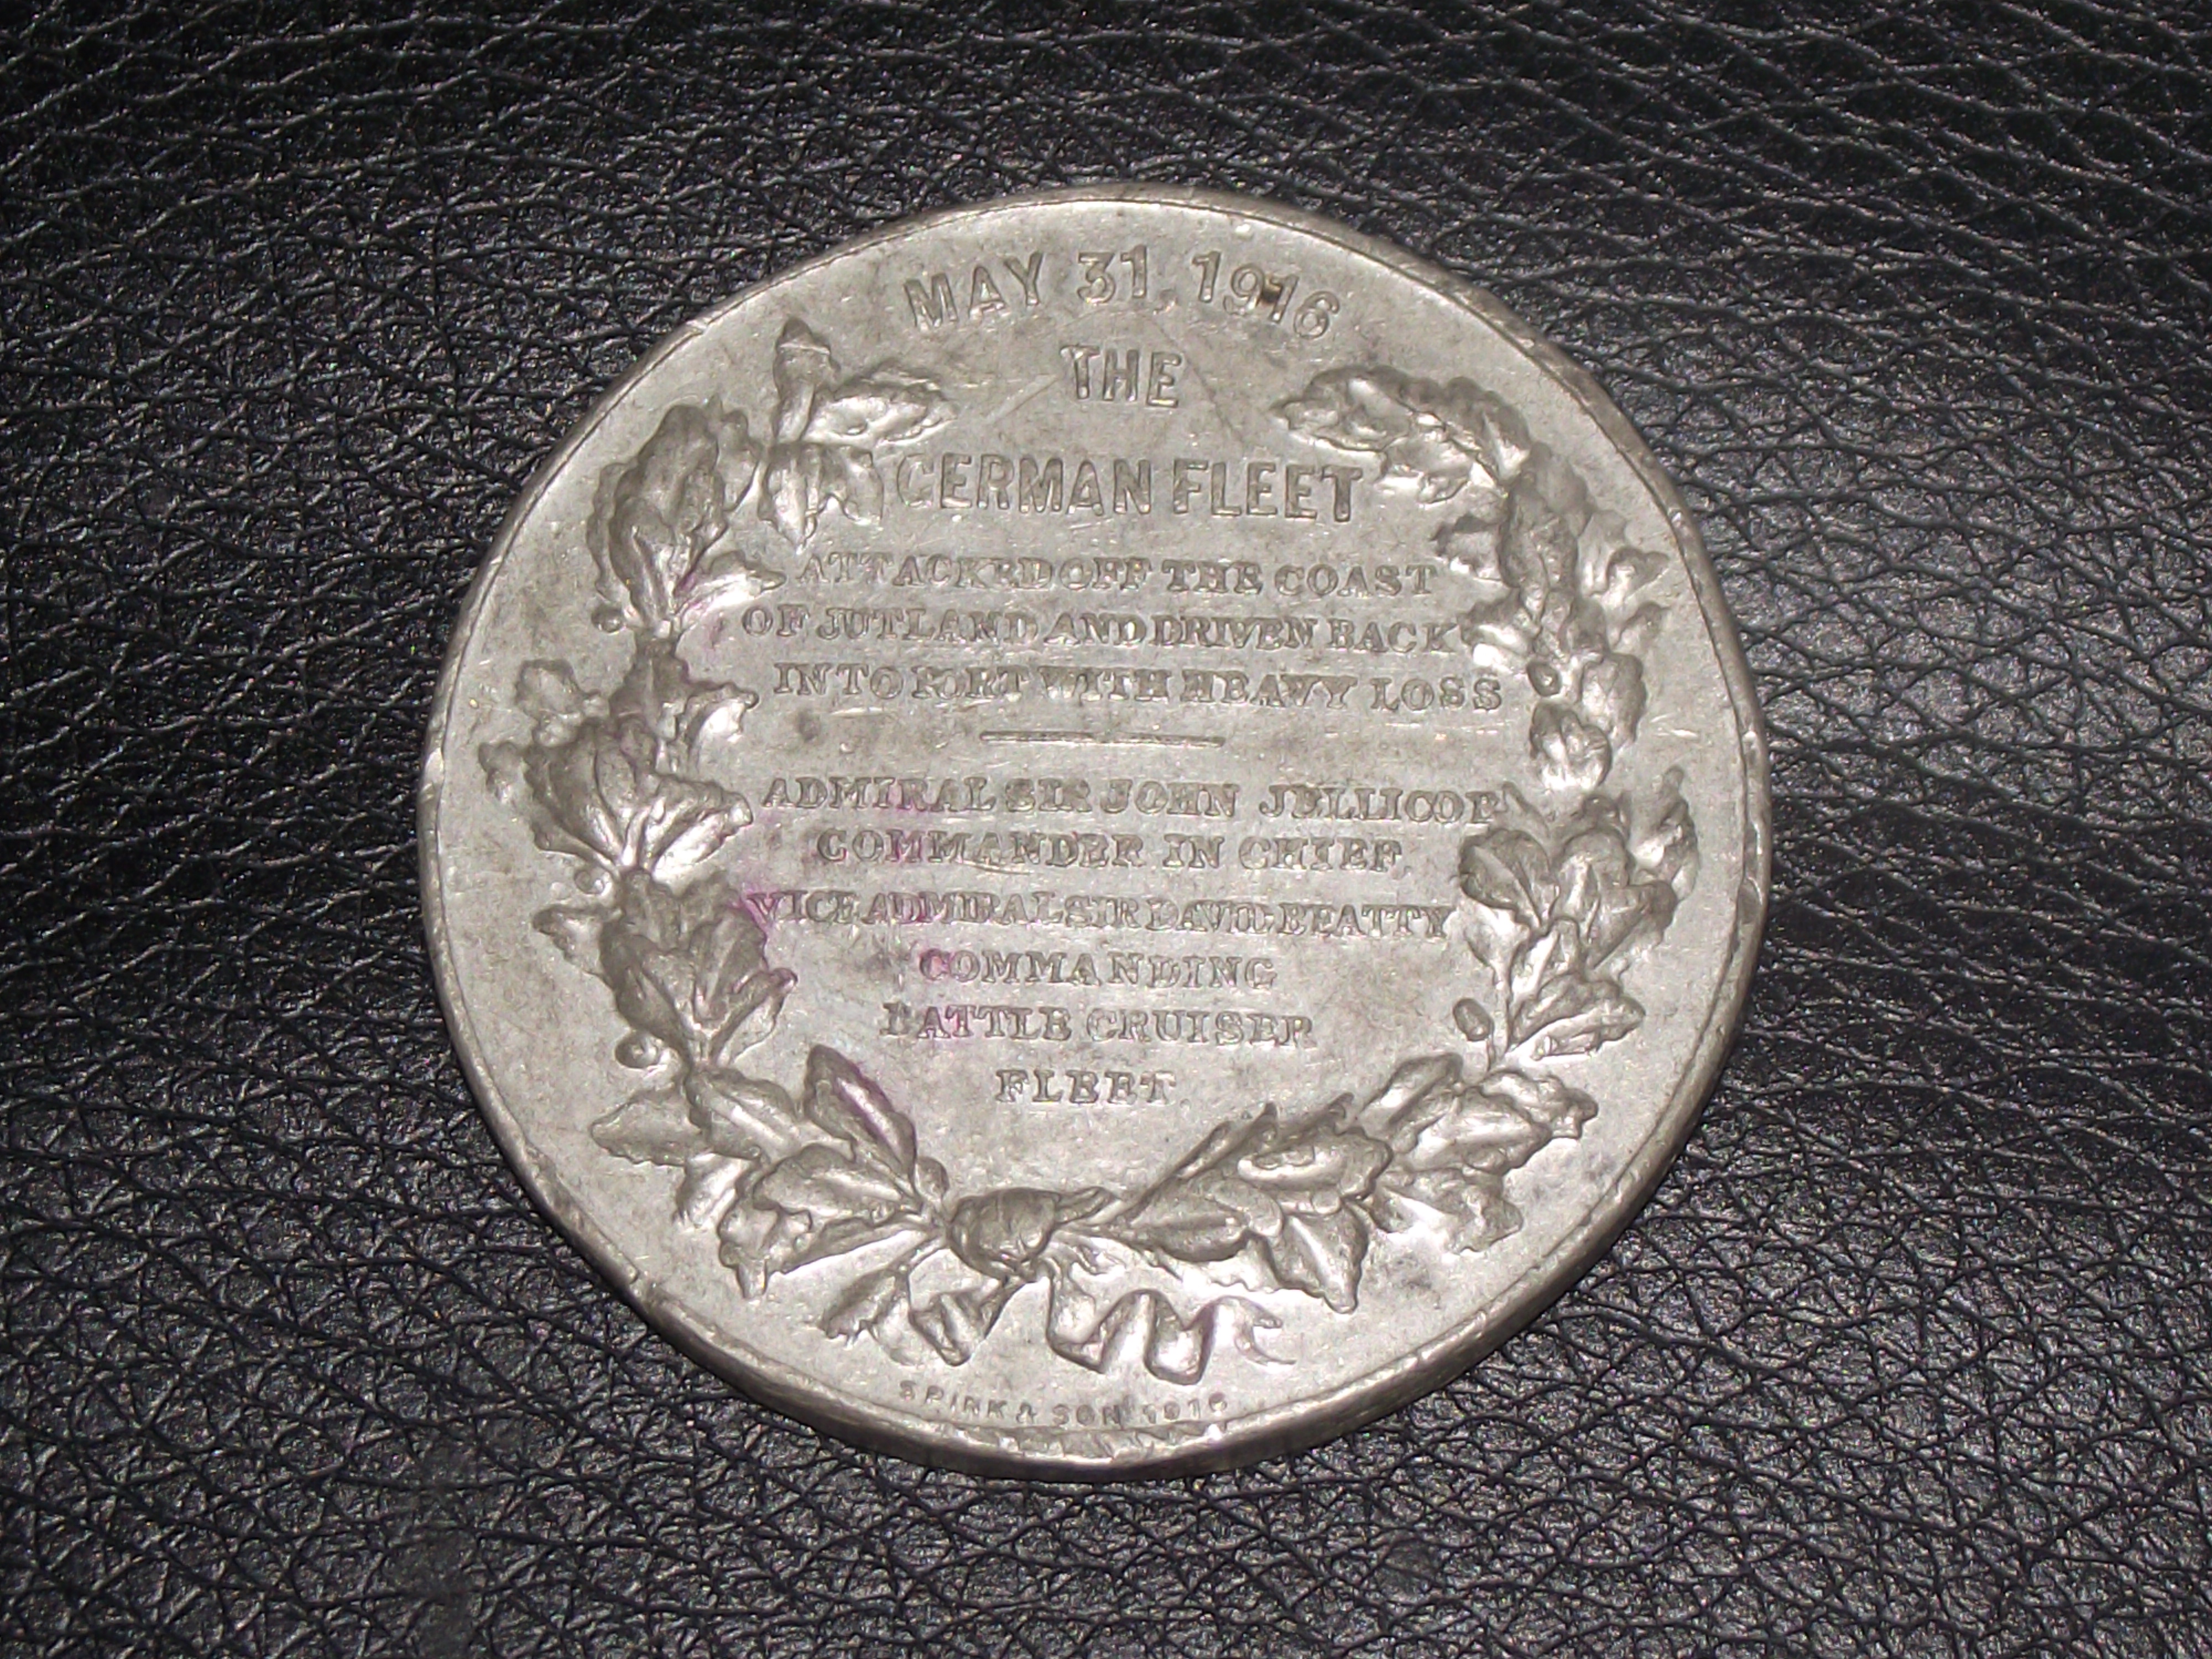 MAY 31, 1916
THE
GERMAN FLEET
ATTACKED OFF THE COAST
OF JUTLAND AND DRIVEN BACK
INTO PORT WITH HEAVY LOSS
ADMIRAL SIR JOHN JELLICOE
COMMANDER IN CHIEF.
VICE ADMIRAL SIR DAVID BEATTY
COMMANDING
BATTLE CRUISER
FLEET.
SPINK & SON 1916